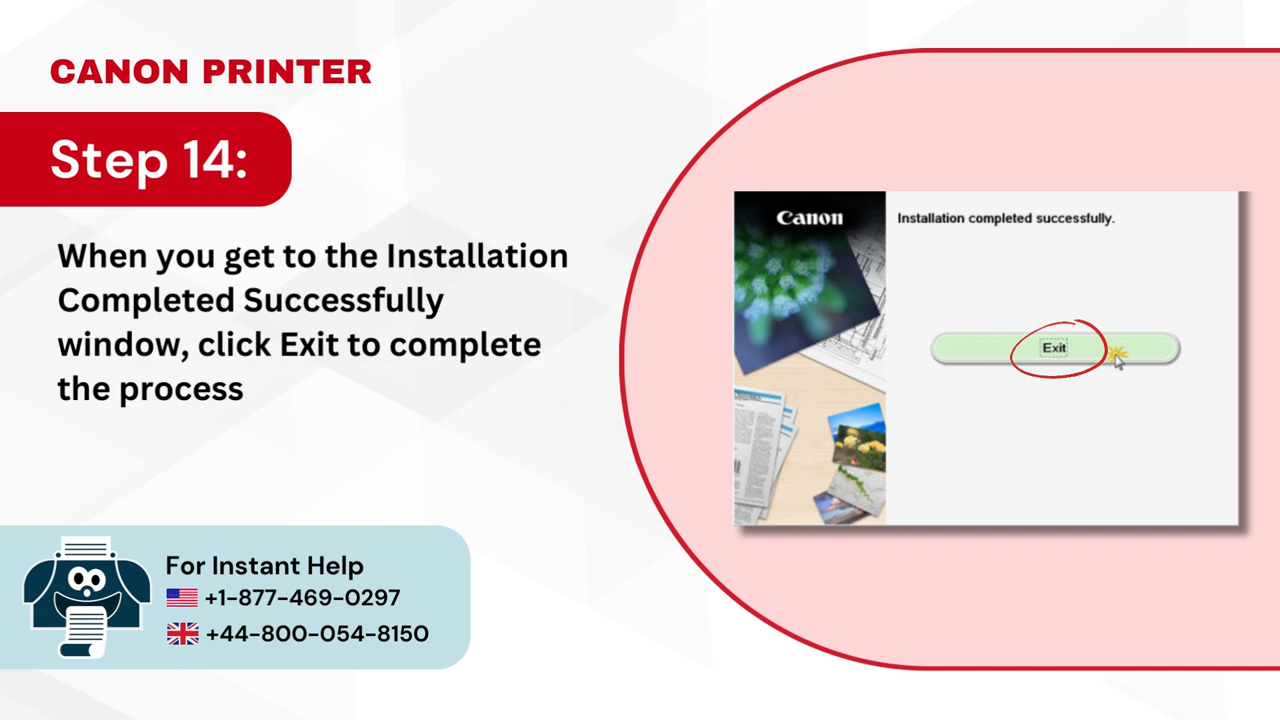 CANON PRINTER
Step 14:
When you get to the Installation
Completed Successfully
window, click Exit to complete
the process
Canon
Installation completed successfully.
Exit
For Instant Help
+1-877-469-0297
+44-800-054-8150